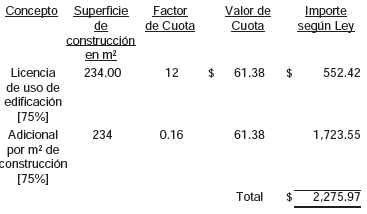 Concepto Superficie de construcción en m² Factor de Cuota Valor de Cuota Importe según Ley
Licencia de uso de edificación [75%] 234.00 12 $ 61.38 $ 552.42
Adicional por m² de construcción [75%] 234 0.16 61.38 1,723.55
Total $ 2,275.97